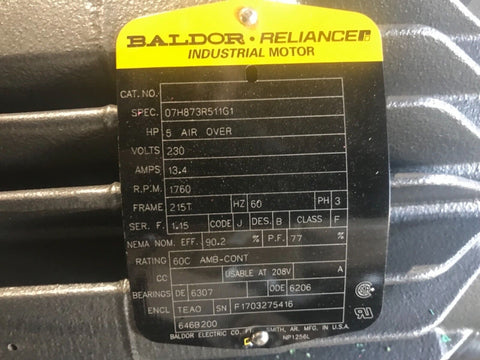 BALDOR · RELIANCE
INDUSTRIAL MOTOR
CAT. NO.
SPEC. 07H873R511G1
HP 5 AIR OVER
VOLTS 230
AMPS 13.4
R.P.M. 1760
FRAME 215T HZ 60 PH 3
SER. F. 1.15 CODE J DES. B CLASS F
NEMA NOM. EFF. 90.2 % P.F. 77 %
RATING 60C AMB-CONT
CC USABLE AT 208V A
BEARINGS DE 6307 ODE 6206
ENCL TEAO SN F1703275416
646B200
BALDOR ELECTRIC CO. FT. SMITH, AR. MFG. IN U.S.A.
NP1256L